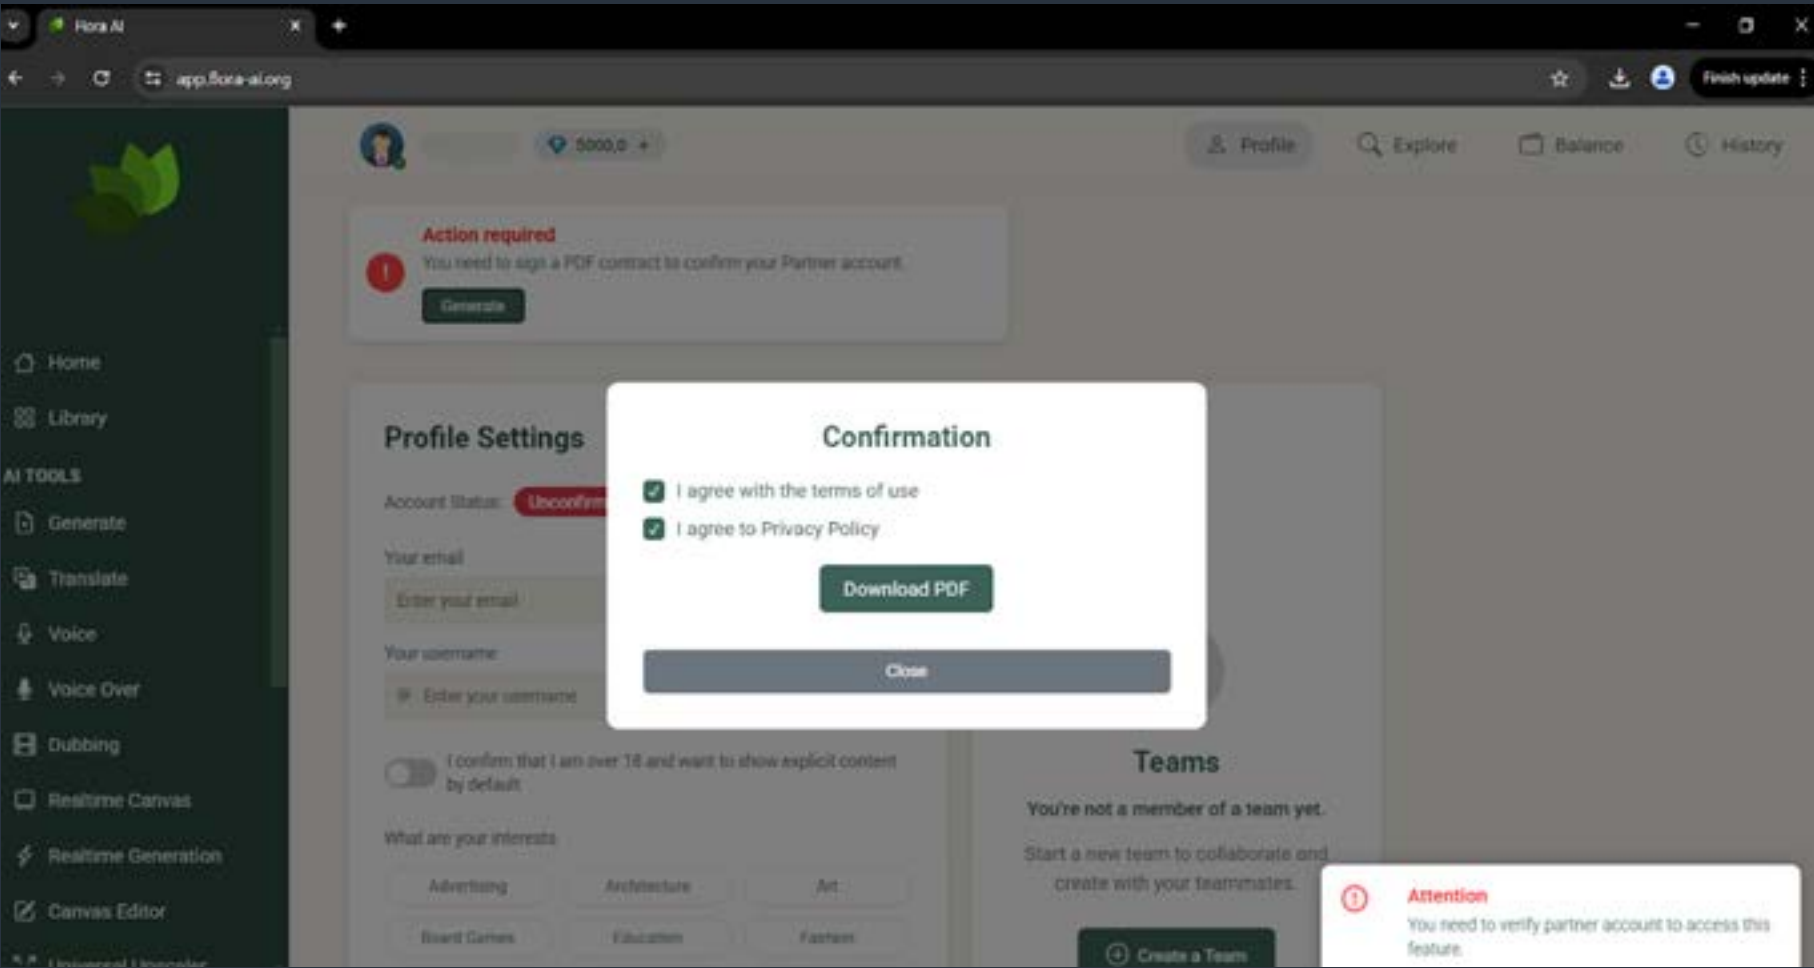 Flora AI
app.flora-ai.org
Finish update
5000,0 +
Profile
Explore
Balance
History
Action required
You need to sign a PDF contract to confirm your Partner account.
Generate
Home
Library
AI TOOLS
Generate
Translate
Voice
Voice Over
Dubbing
Realtime Canvas
Realtime Generation
Canvas Editor
Universal Upscaler
Profile Settings
Account Status: Unconfirm
Your email
Enter your email
Your username
@ Enter your username
I confirm that I am over 18 and want to show explicit content
by default
What are your interests
Advertising
Architecture
Art
Board Games
Education
Fashion
Confirmation
I agree with the terms of use
I agree to Privacy Policy
Download PDF
Close
Teams
You're not a member of a team yet.
Start a new team to collaborate and
create with your teammates.
Create a Team
Attention
You need to verify partner account to access this
feature.